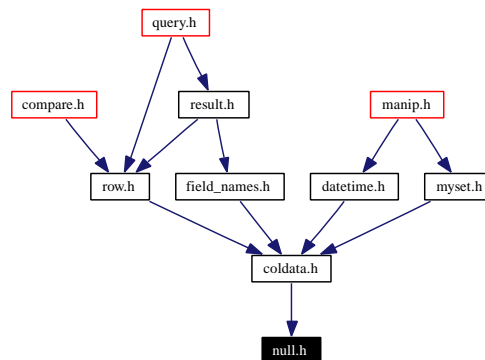 query.h
compare.h
result.h
manip.h
row.h
field_names.h
datetime.h
myset.h
coldata.h
null.h